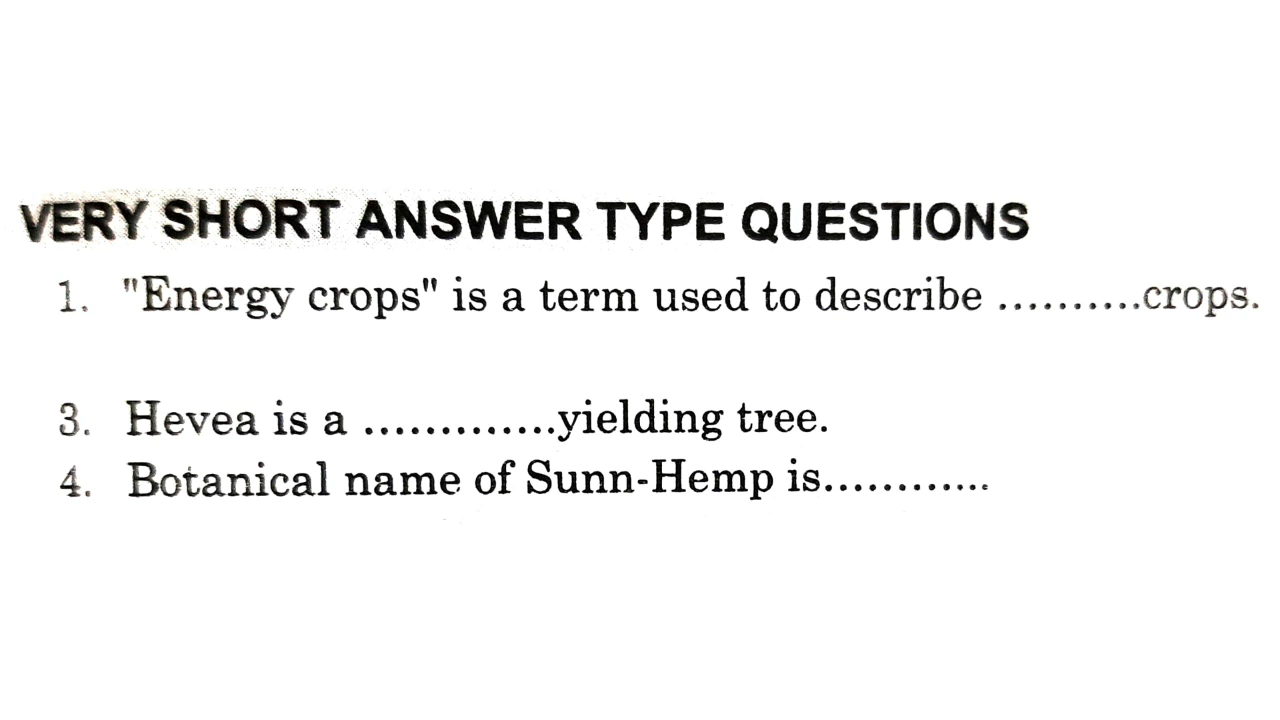 VERY SHORT ANSWER TYPE QUESTIONS
1. "Energy crops" is a term used to describe ..........crops.
3. Hevea is a .............yielding tree.
4. Botanical name of Sunn-Hemp is............